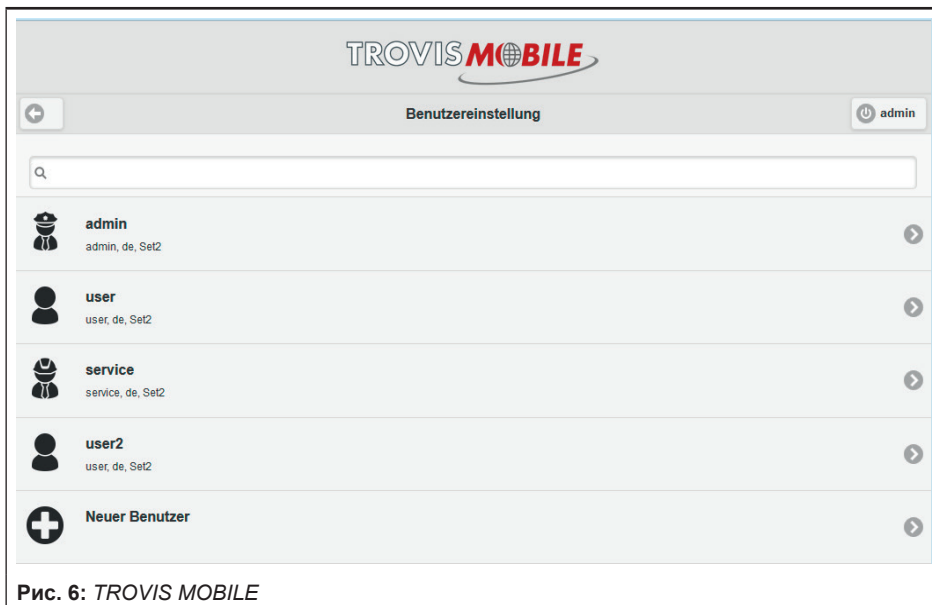 TROVIS MOBILE
Benutzereinstellung
admin
admin
admin, de, Set2
user
user, de, Set2
service
service, de, Set2
user2
user, de, Set2
Neuer Benutzer
Рис. 6: TROVIS MOBILE